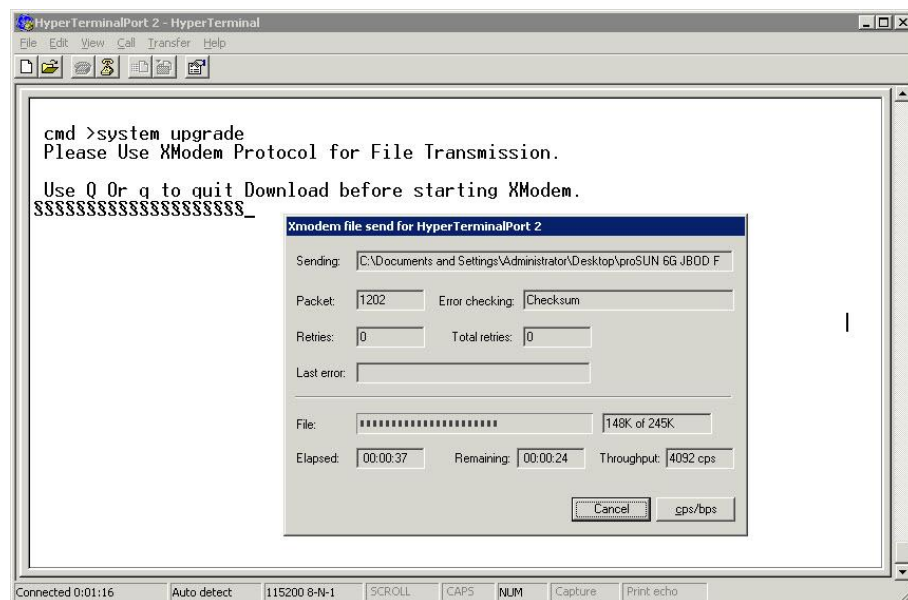 HyperTerminalPort 2 - HyperTerminal
File Edit View Call Transfer Help
cmd >system upgrade
Please Use XModem Protocol for File Transmission.
Use Q Or q to quit Download before starting XModem.
§§§§§§§§§§§§§§§§§§§§_
Xmodem file send for HyperTerminalPort 2
Sending: C:\Documents and Settings\Administrator\Desktop\proSUN 6G JBOD F
Packet: 1202 Error checking: Checksum
Retries: 0 Total retries: 0
Last error:
File: 148K of 245K
Elapsed: 00:00:37 Remaining: 00:00:24 Throughput: 4092 cps
Cancel cps/bps
Connected 0:01:16 Auto detect 115200 8-N-1 SCROLL CAPS NUM Capture Print echo